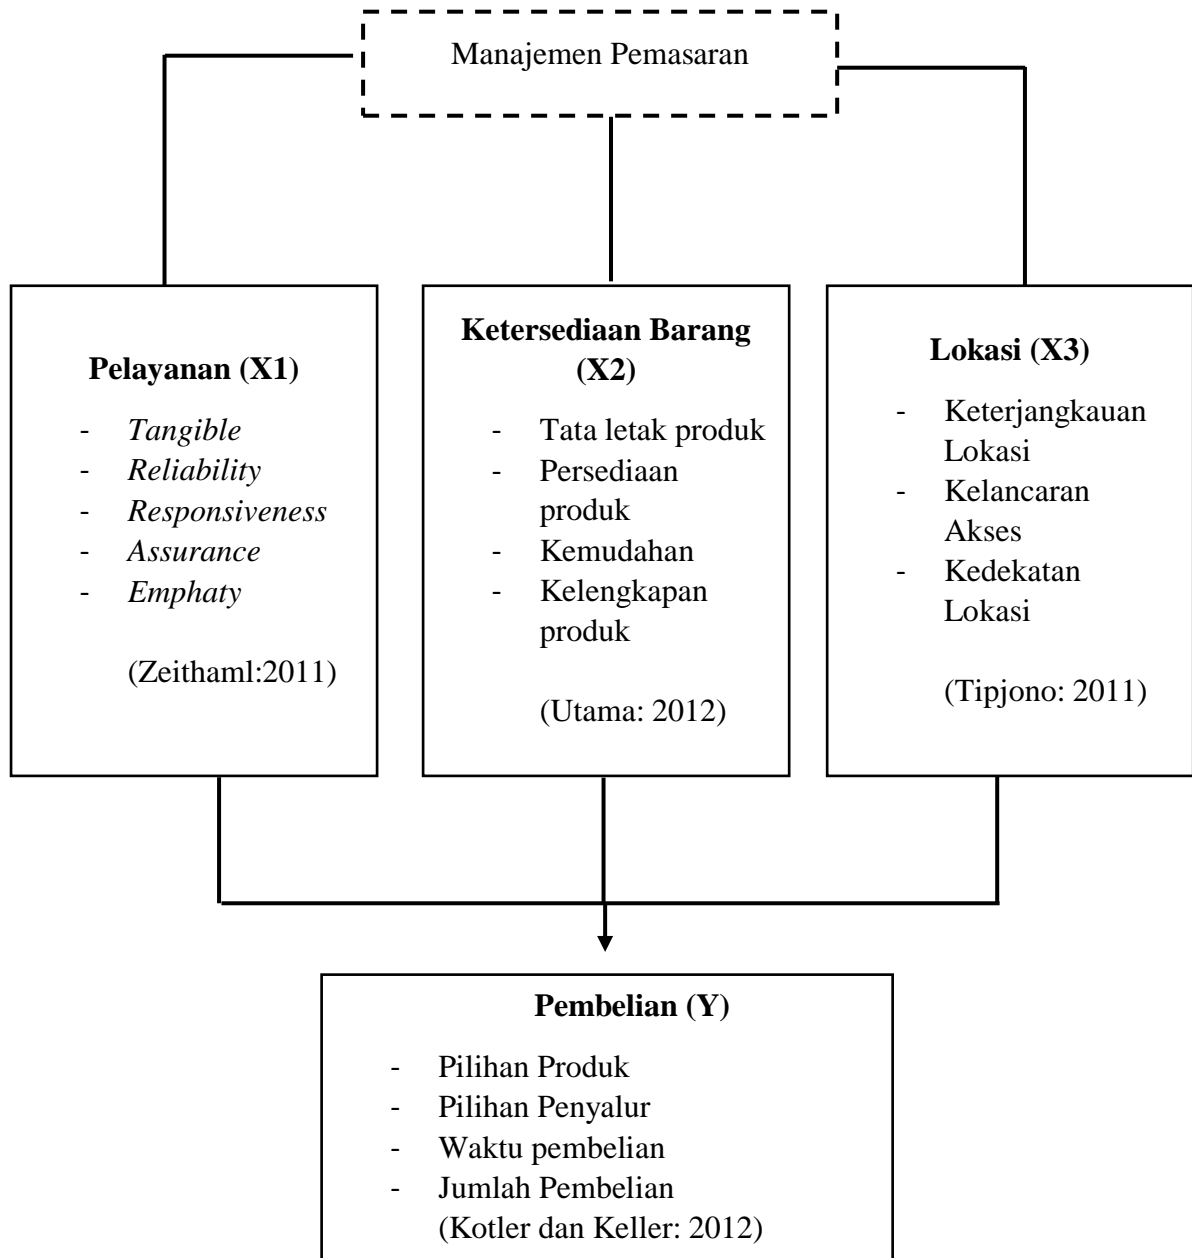 Manajemen Pemasaran
Pelayanan (X1)
- Tangible
- Reliability
- Responsiveness
- Assurance
- Emphaty
(Zeithaml:2011)
Ketersediaan Barang
(X2)
- Tata letak produk
- Persediaan
produk
- Kemudahan
- Kelengkapan
produk
(Utama: 2012)
Lokasi (X3)
- Keterjangkauan
Lokasi
- Kelancaran
Akses
- Kedekatan
Lokasi
(Tipjono: 2011)
Pembelian (Y)
- Pilihan Produk
- Pilihan Penyalur
- Waktu pembelian
- Jumlah Pembelian
(Kotler dan Keller: 2012)